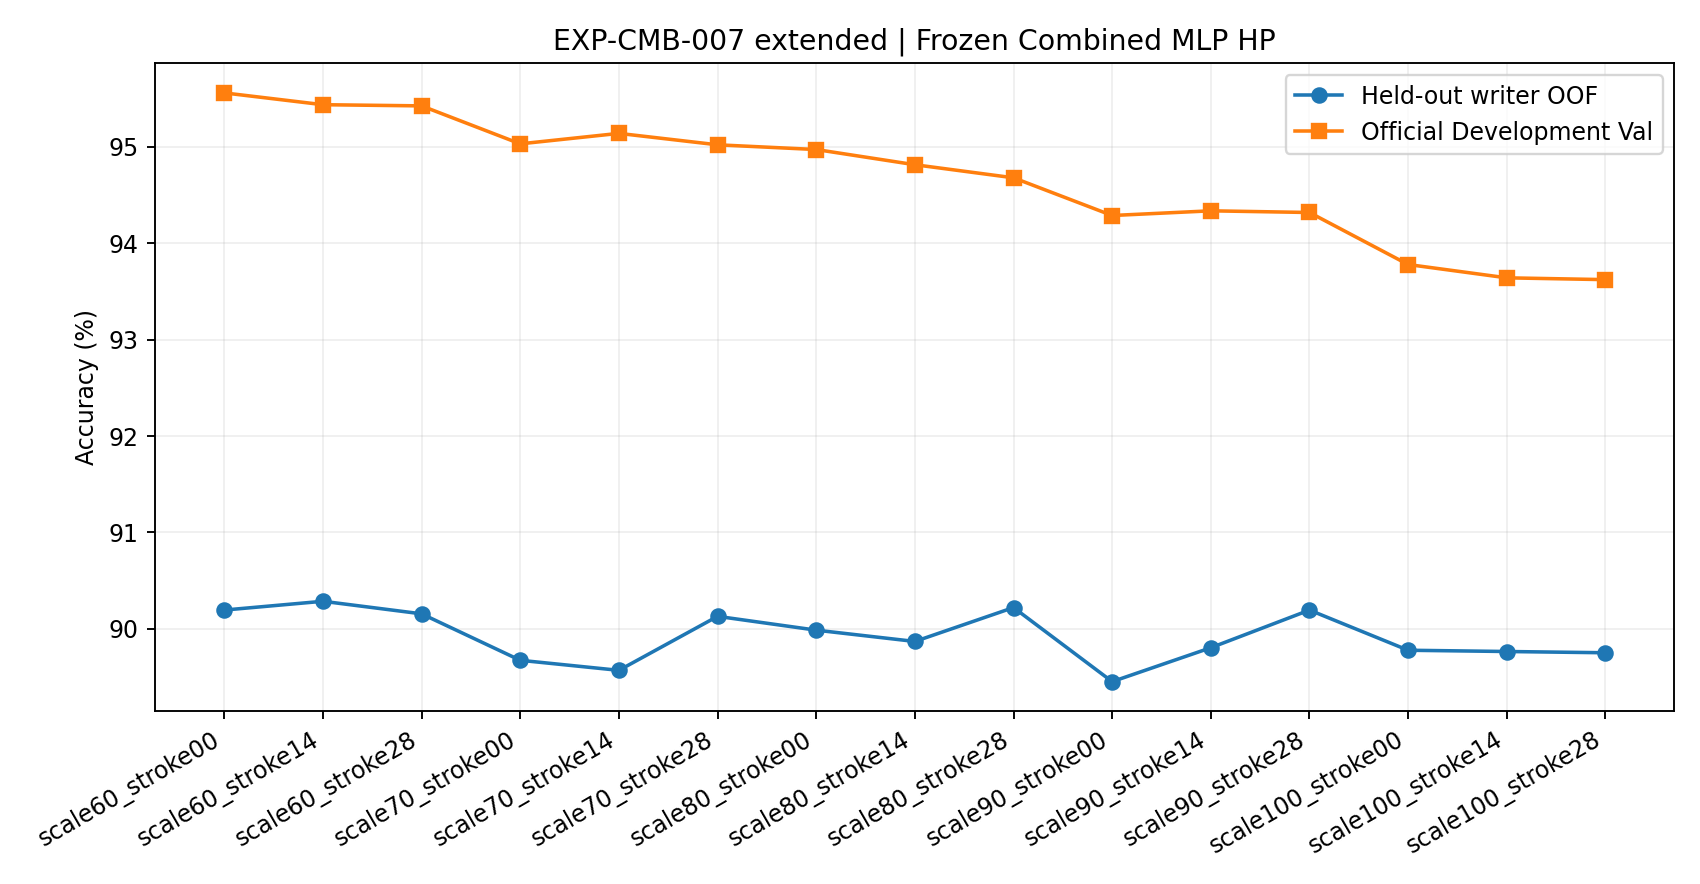 EXP-CMB-007 extended | Frozen Combined MLP HP
Held-out writer OOF
Official Development Val
Accuracy (%)
95
94
93
92
91
90
scale60_stroke00
scale60_stroke14
scale60_stroke28
scale70_stroke00
scale70_stroke14
scale70_stroke28
scale80_stroke00
scale80_stroke14
scale80_stroke28
scale90_stroke00
scale90_stroke14
scale90_stroke28
scale100_stroke00
scale100_stroke14
scale100_stroke28